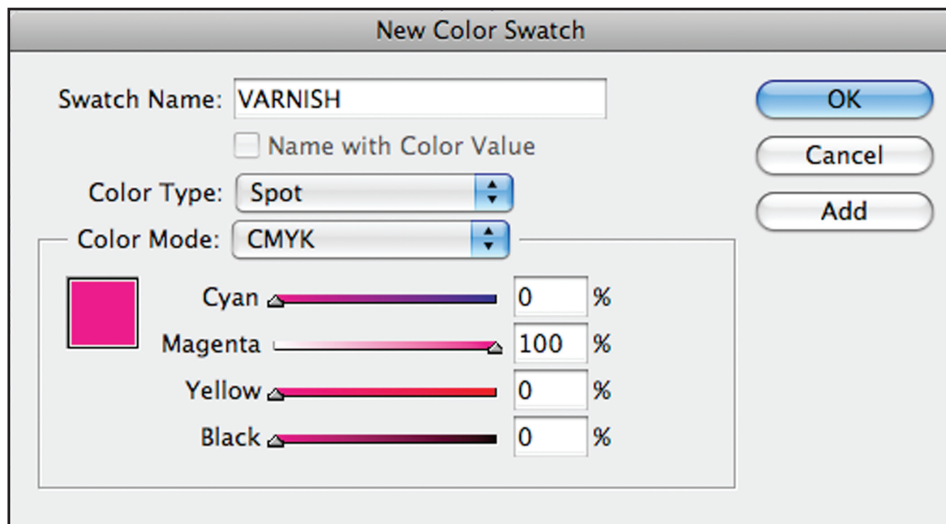 New Color Swatch
Swatch Name: VARNISH
OK
Name with Color Value
Cancel
Color Type: Spot
Add
Color Mode: CMYK
Cyan 0 %
Magenta 100 %
Yellow 0 %
Black 0 %